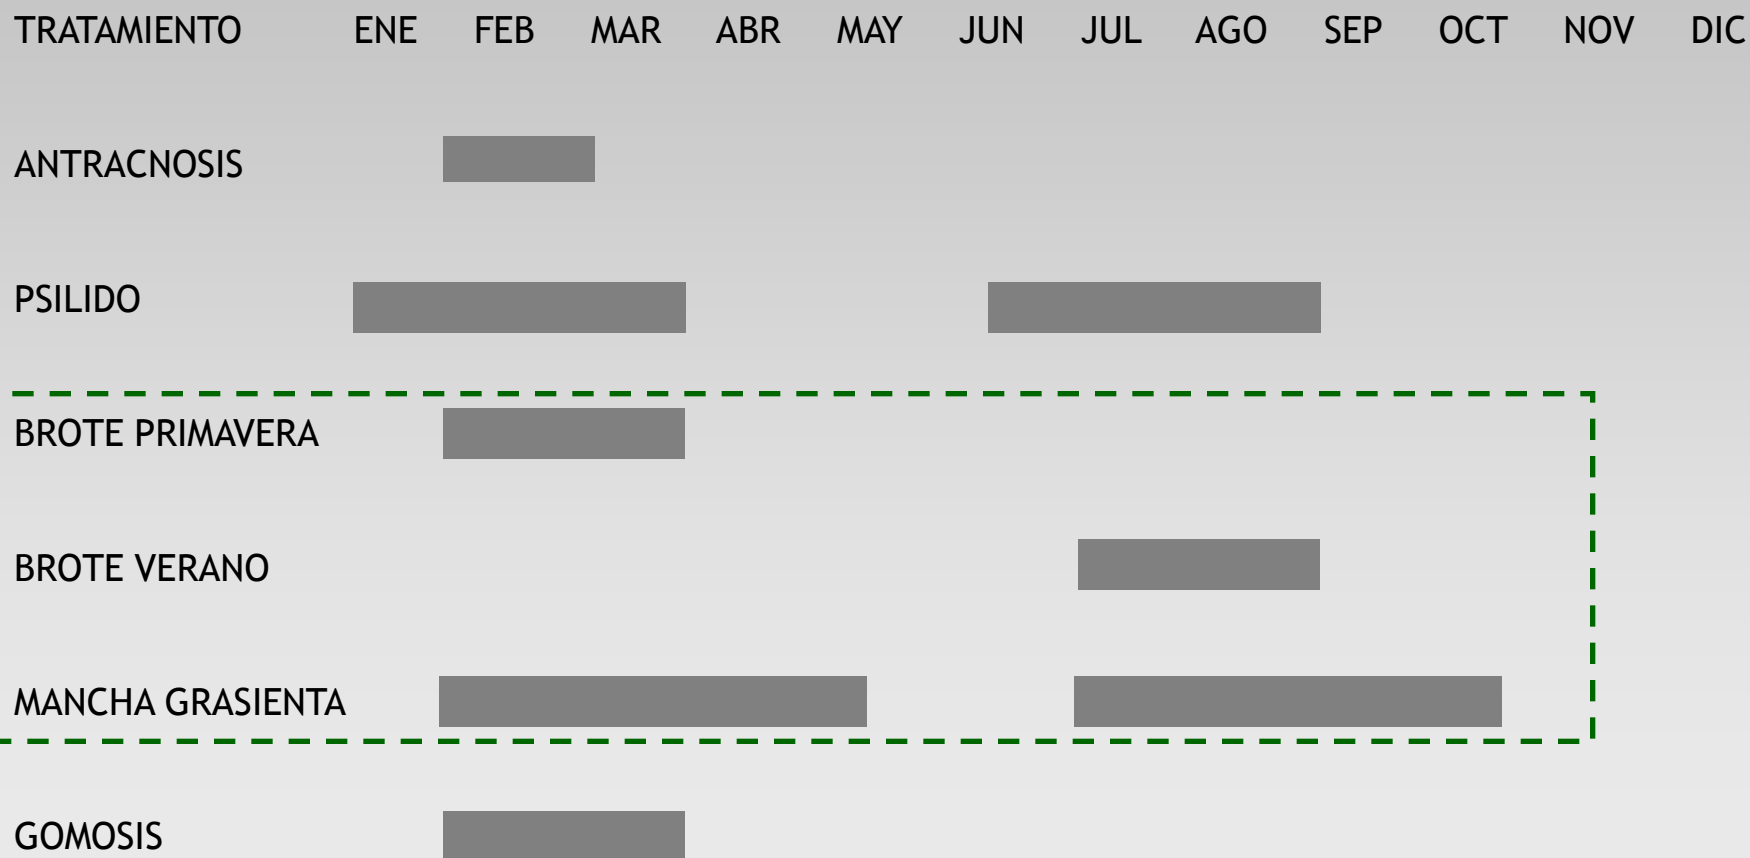 TRATAMIENTO ENE FEB MAR ABR MAY JUN JUL AGO SEP OCT NOV DIC
ANTRACNOSIS
PSILIDO
BROTE PRIMAVERA
BROTE VERANO
MANCHA GRASIENTA
GOMOSIS